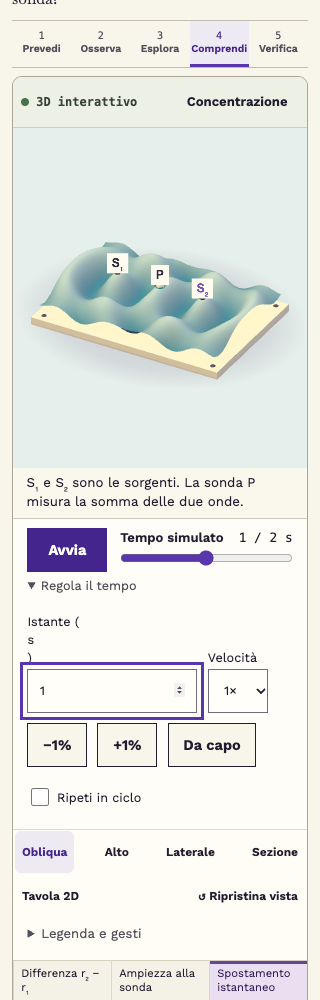 1 2 3 4 5
Prevedi Osserva Esplora Comprendi Verifica
3D interattivo Concentrazione
S₁
P
S₂
S₁ e S₂ sono le sorgenti. La sonda P
misura la somma delle due onde.
Avvia Tempo simulato 1 / 2 s
▼ Regola il tempo
Istante (
s
) Velocità
1 1×
−1% +1% Da capo
Ripeti in ciclo
Obliqua Alto Laterale Sezione
Tavola 2D ↺ Ripristina vista
▶ Legenda e gesti
Differenza r₂ − Ampiezza alla Spostamento
r₁ sonda istantaneo